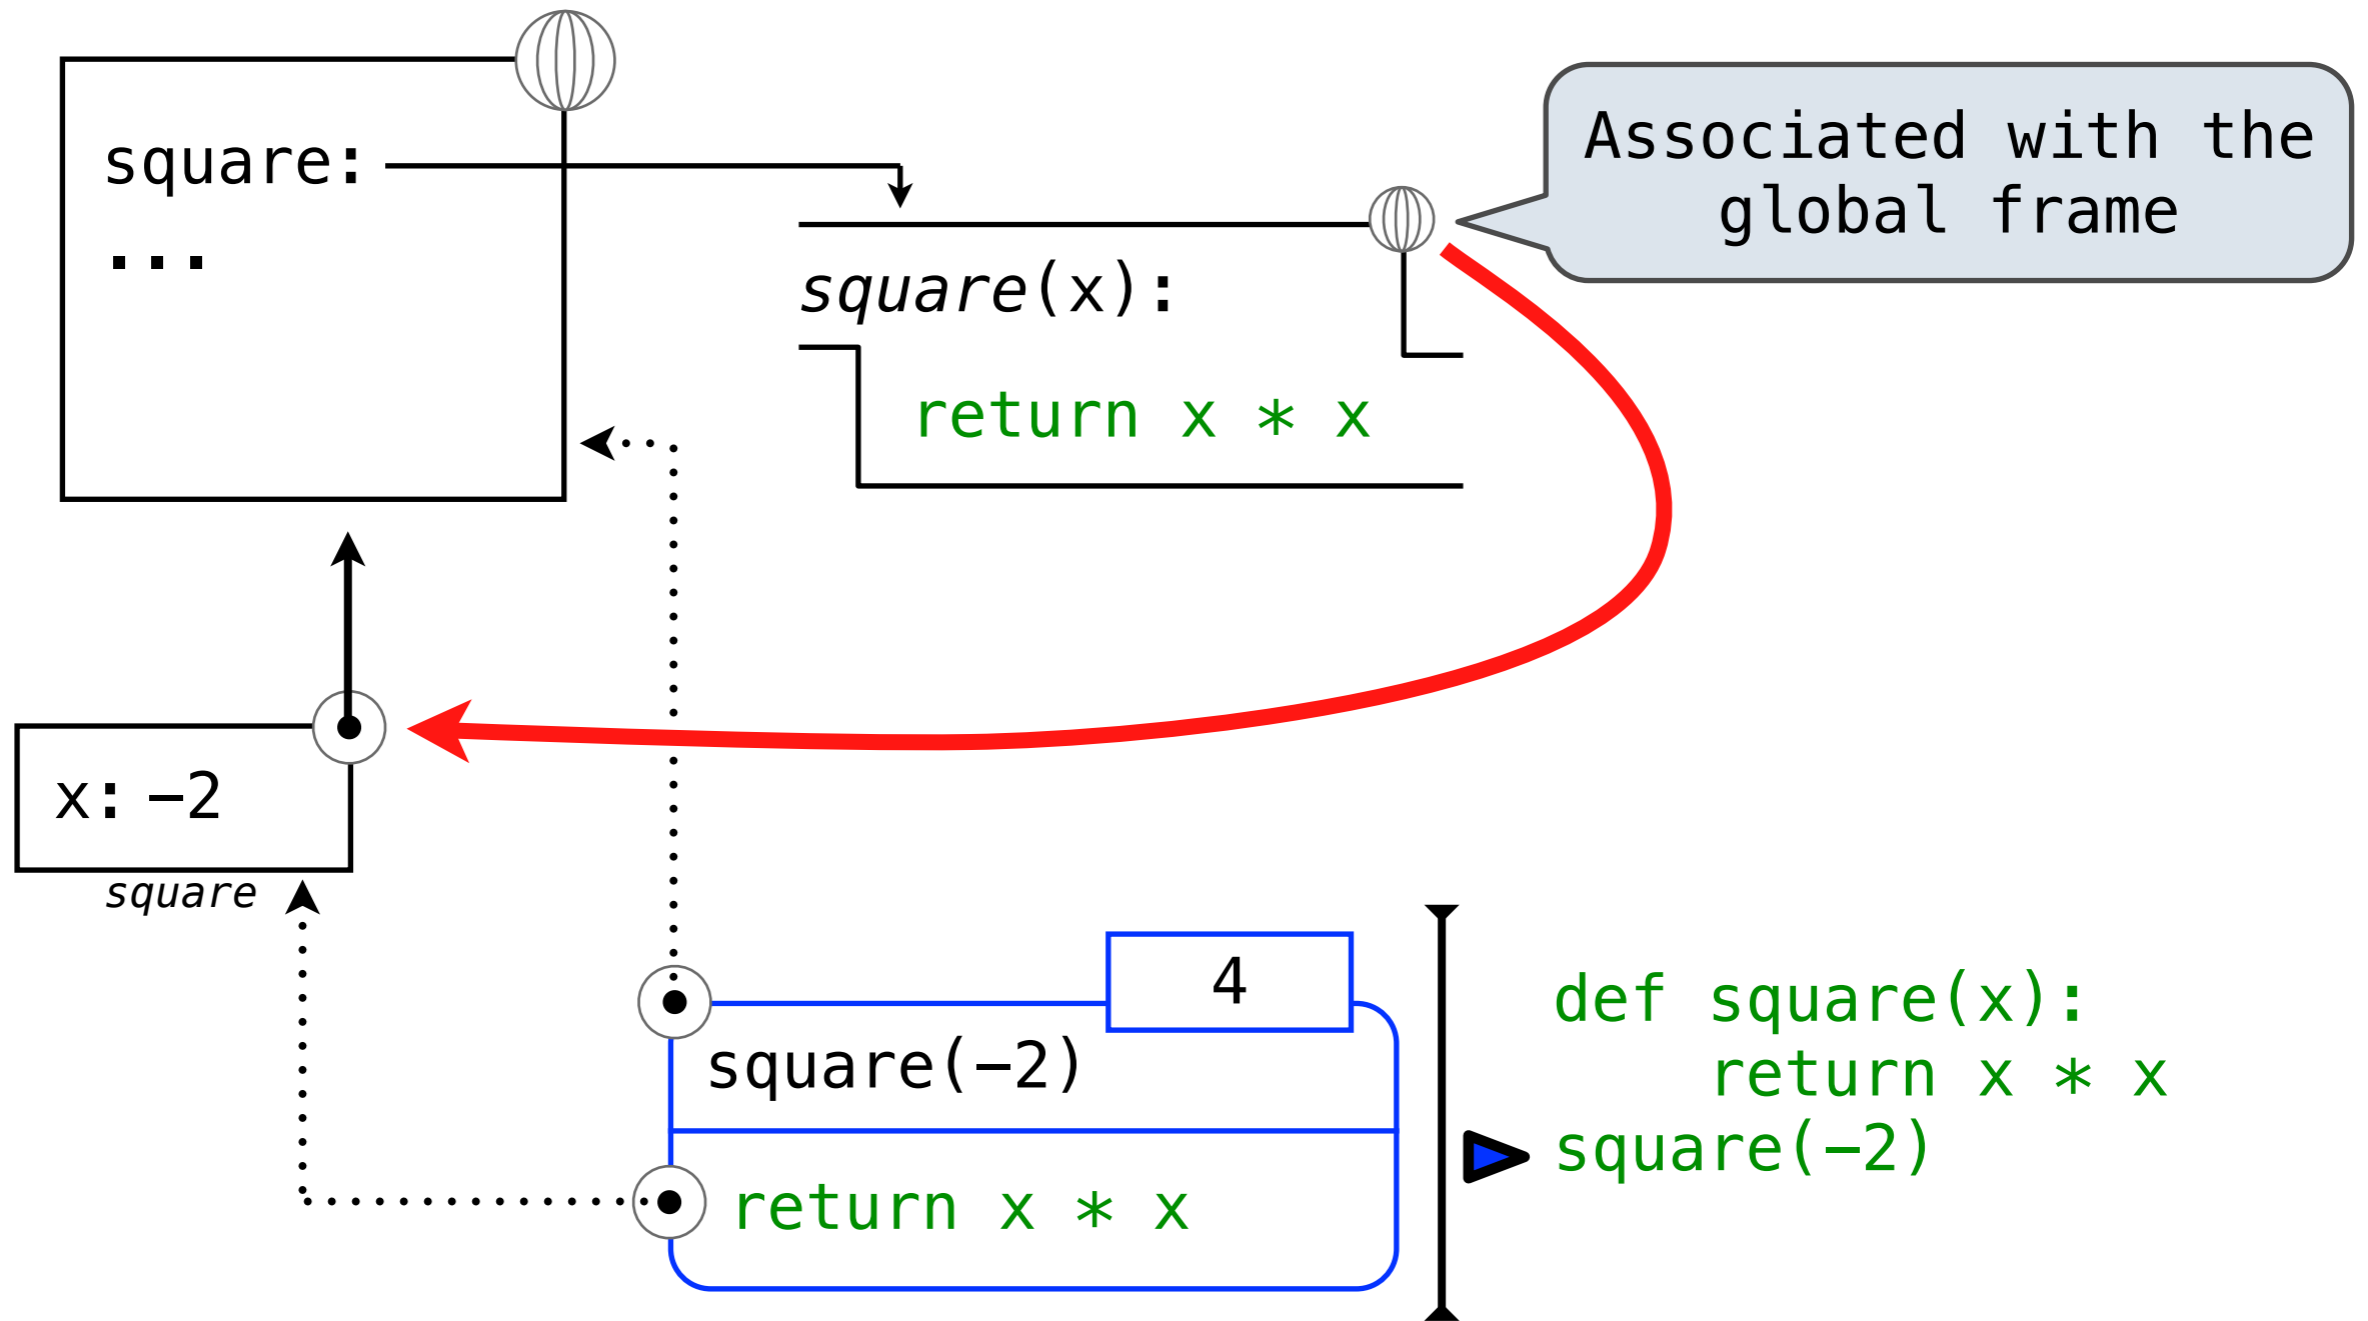 square:
...
Associated with the
global frame
square(x):
return x * x
x: −2
square
4
square(−2)
return x * x
def square(x):
    return x * x
square(−2)